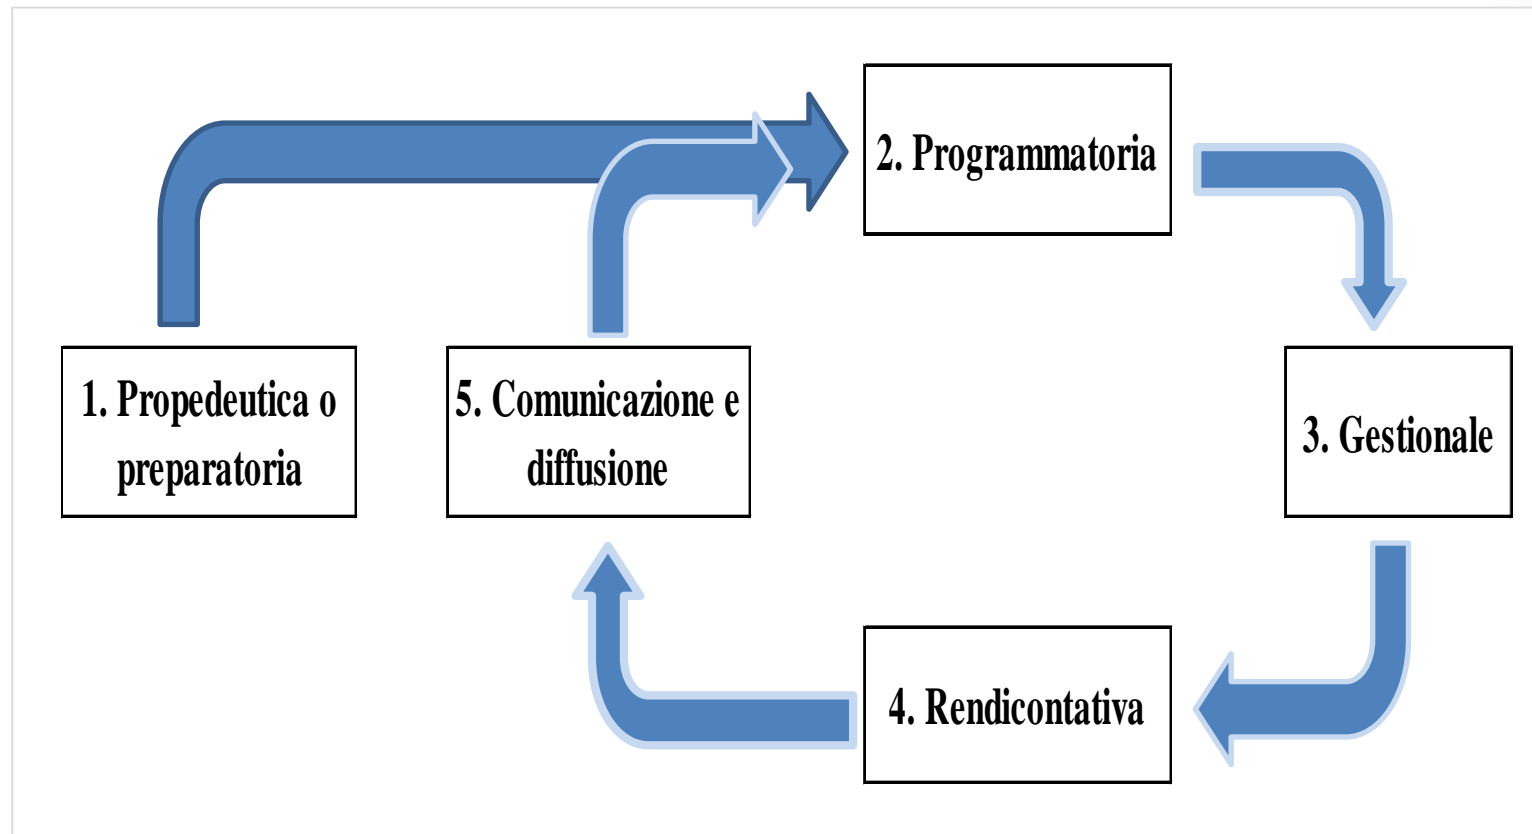 2. Programmatoria
1. Propedeutica o
preparatoria
5. Comunicazione e
diffusione
3. Gestionale
4. Rendicontativa